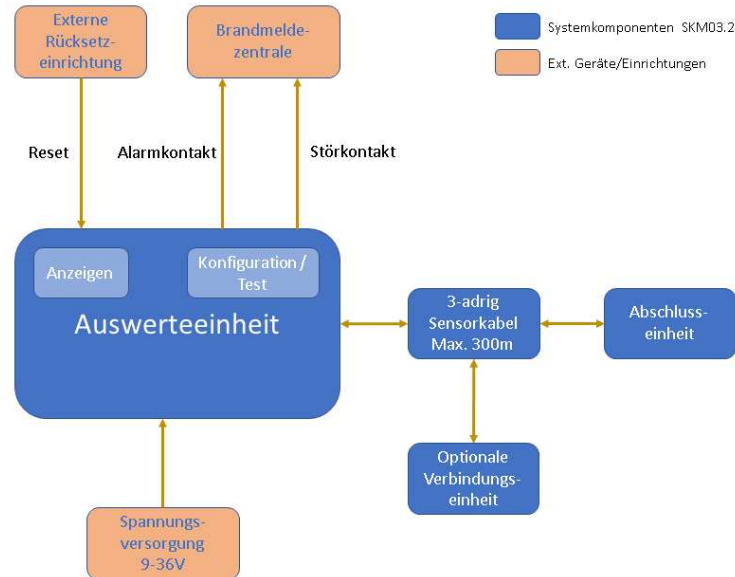 Externe
Rücksetz-
einrichtung
Brandmelde-
zentrale
Systemkomponenten SKM03.2
Ext. Geräte/Einrichtungen
Reset
Alarmkontakt
Störkontakt
Anzeigen
Konfiguration /
Test
Auswerteeinheit
3-adrig
Sensorkabel
Max. 300m
Abschluss-
einheit
Optionale
Verbindungs-
einheit
Spannungs-
versorgung
9-36V